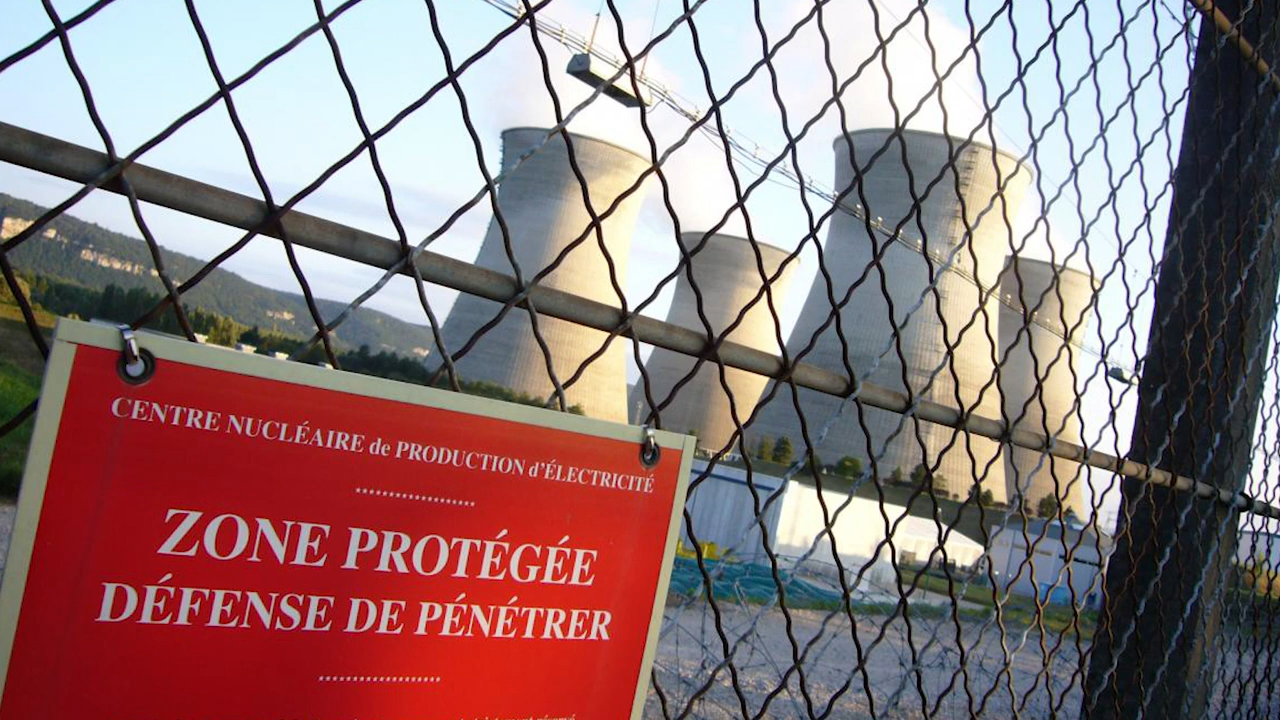 CENTRE NUCLÉAIRE de PRODUCTION d'ÉLECTRICITÉ
ZONE PROTÉGÉE
DÉFENSE DE PÉNÉTRER